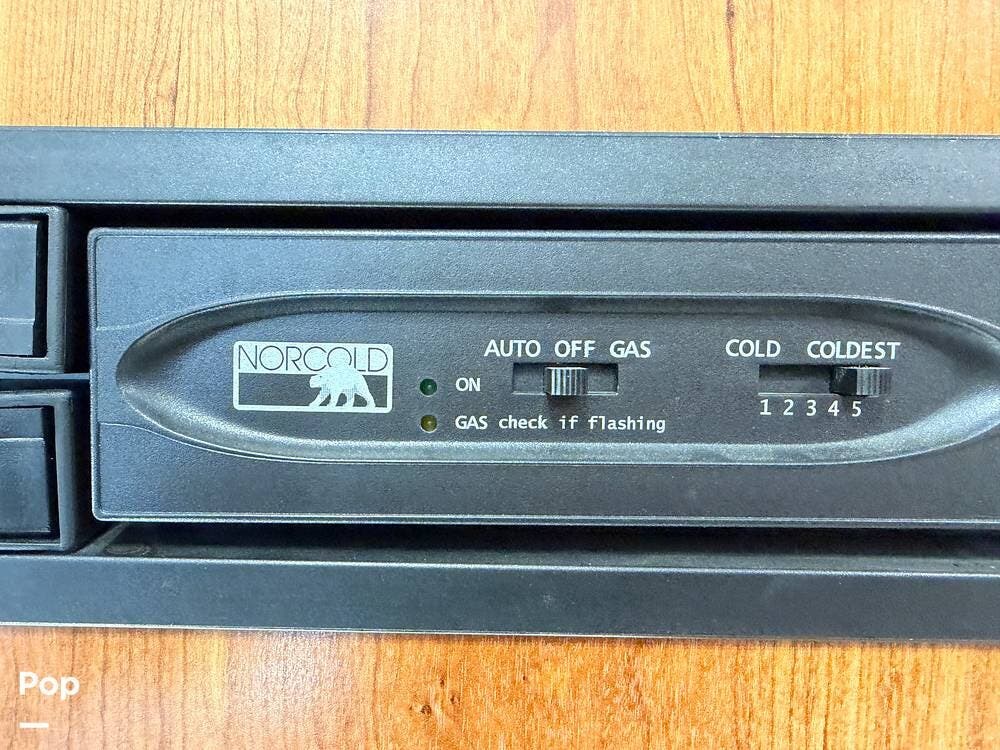 NORCOLD
AUTO OFF GAS
COLD COLDEST
ON
1 2 3 4 5
GAS check if flashing
Pop